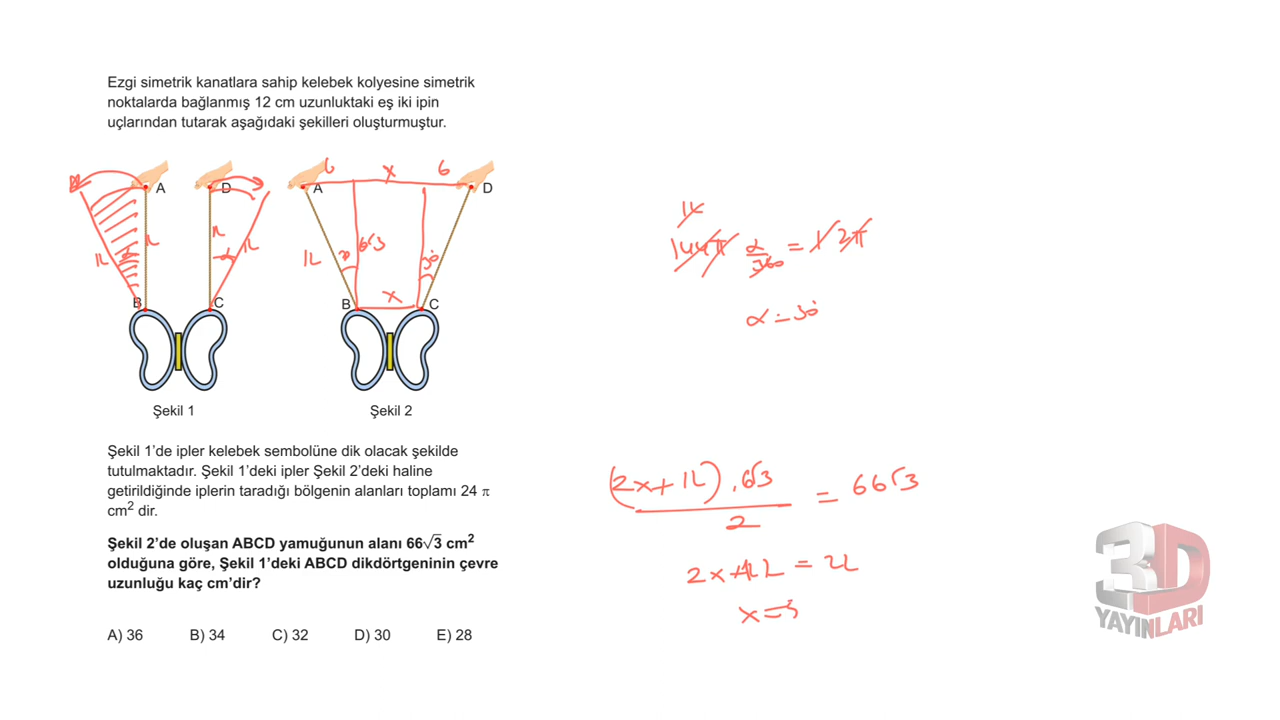 Ezgi simetrik kanatlara sahip kelebek kolyesine simetrik
noktalarda bağlanmış 12 cm uzunluktaki eş iki ipin
uçlarından tutarak aşağıdaki şekilleri oluşturmuştur.
6 x 6
A D A D
12 12 12 12 12 30 6√3 30
α α
B C B x C
Şekil 1 Şekil 2
Şekil 1'de ipler kelebek sembolüne dik olacak şekilde
tutulmaktadır. Şekil 1'deki ipler Şekil 2'deki haline
getirildiğinde iplerin taradığı bölgenin alanları toplamı 24 π
cm² dir.
Şekil 2'de oluşan ABCD yamuğunun alanı 66√3 cm²
olduğuna göre, Şekil 1'deki ABCD dikdörtgeninin çevre
uzunluğu kaç cm'dir?
A) 36 B) 34 C) 32 D) 30 E) 28
12
144π α/360 = 12π
α = 30°
(2x+12).6√3 / 2 = 66√3
2x+12 = 22
x=5
3D
YAYINLARI